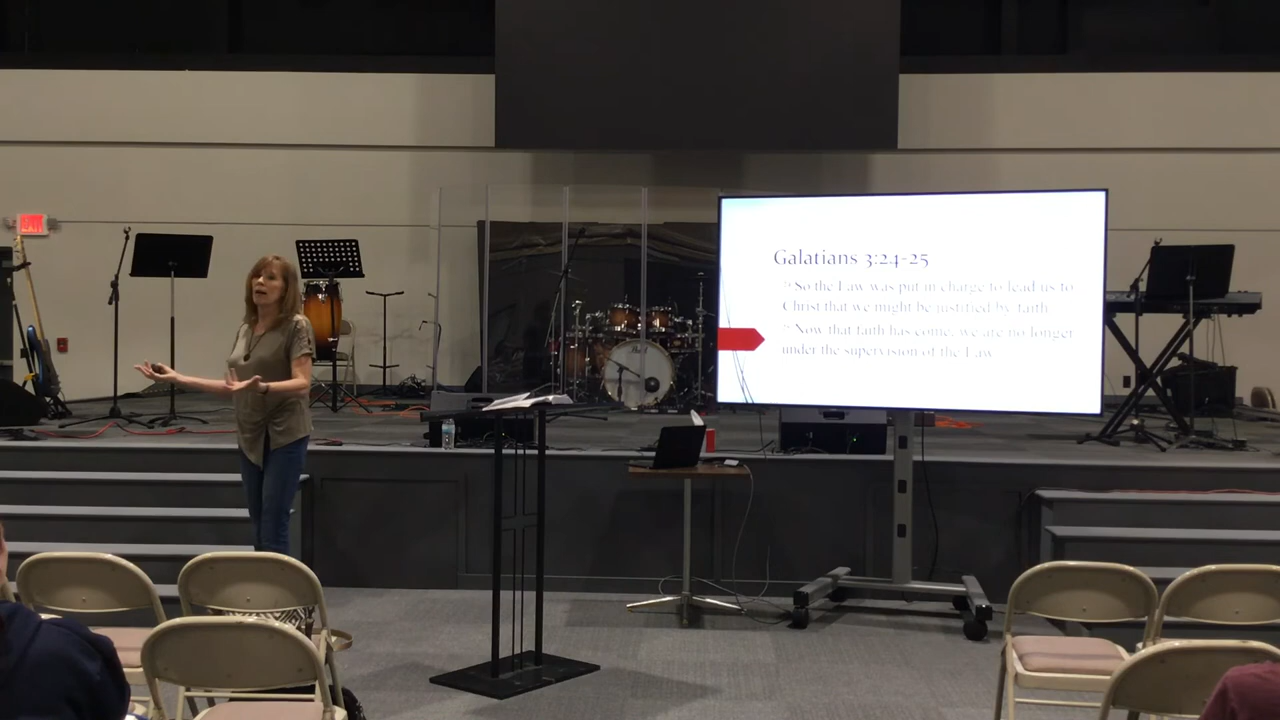 EXIT
Galatians 3:24-25
So the Law was put in charge to lead us to
Christ that we might be justified by faith
Now that faith has come, we are no longer
under the supervision of the Law
Pearl